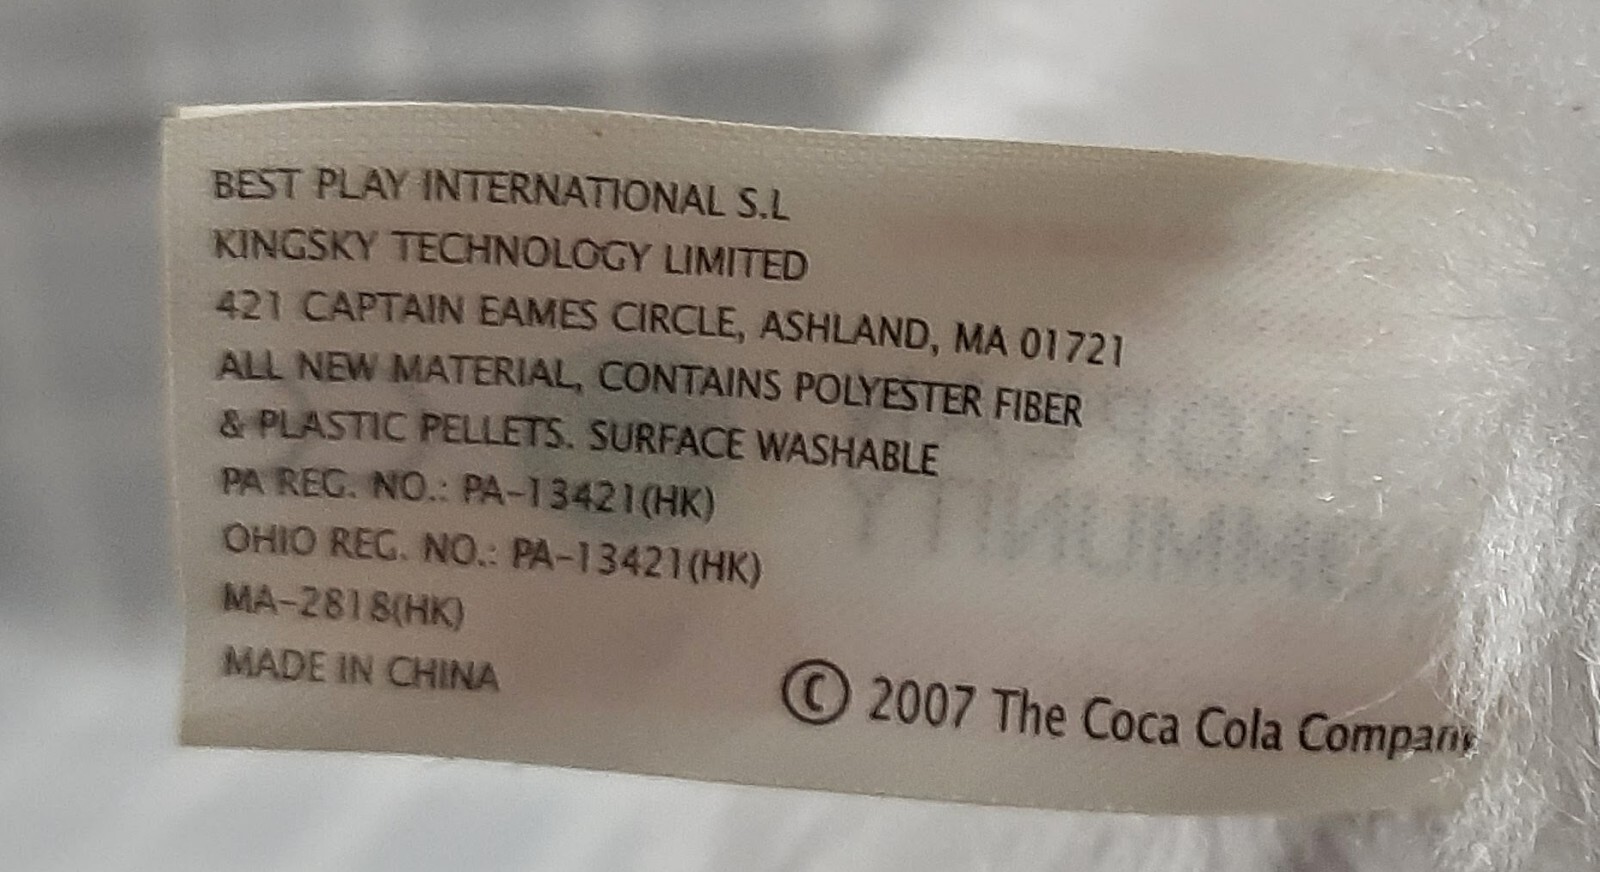 BEST PLAY INTERNATIONAL S.L
KINGSKY TECHNOLOGY LIMITED
421 CAPTAIN EAMES CIRCLE, ASHLAND, MA 01721
ALL NEW MATERIAL, CONTAINS POLYESTER FIBER
& PLASTIC PELLETS. SURFACE WASHABLE
PA REG. NO.: PA-13421(HK)
OHIO REG. NO.: PA-13421(HK)
MA-2818(HK)
MADE IN CHINA
© 2007 The Coca Cola Company